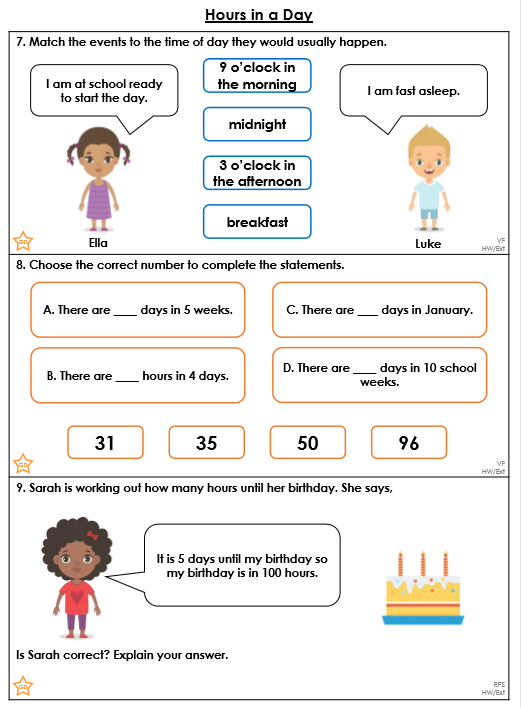 Hours in a Day
7. Match the events to the time of day they would usually happen.
I am at school ready
to start the day.
9 o'clock in
the morning
midnight
3 o'clock in
the afternoon
breakfast
I am fast asleep.
Ella
Luke
GD
VF
HW/Ext
8. Choose the correct number to complete the statements.
A. There are ____ days in 5 weeks.
C. There are ___ days in January.
B. There are ____ hours in 4 days.
D. There are ____ days in 10 school
weeks.
31
35
50
96
GD
VF
HW/Ext
9. Sarah is working out how many hours until her birthday. She says,
It is 5 days until my birthday so
my birthday is in 100 hours.
Is Sarah correct? Explain your answer.
GD
RPS
HW/Ext